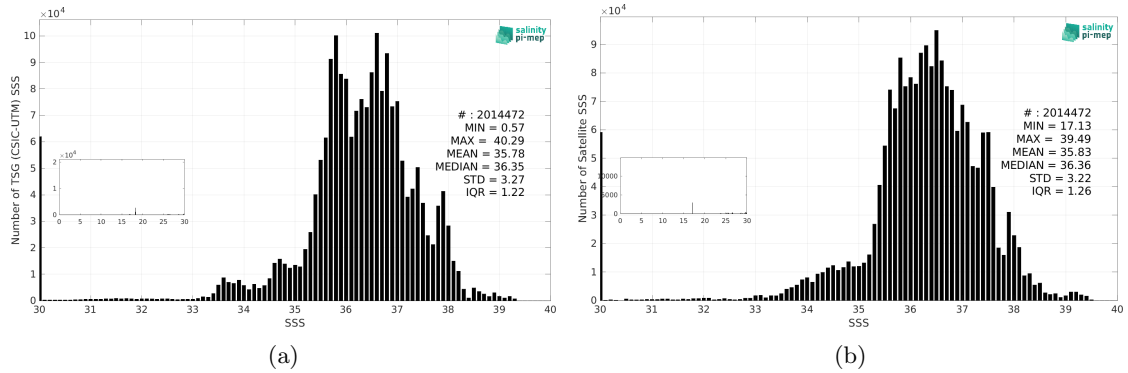 ×10⁴
10
9
8
7
6
5
4
3
2
1
0
Number of TSG (CSIC-UTM) SSS
30 31 32 33 34 35 36 37 38 39 40
SSS
salinity
pi-mep
# : 2014472
MIN = 0.57
MAX = 40.29
MEAN = 35.78
MEDIAN = 36.35
STD = 3.27
IQR = 1.22
×10⁴
2
1
0
0 5 10 15 20 25 30
(a)
×10⁴
9
8
7
6
5
4
3
2
1
0
Number of Satellite SSS
30 31 32 33 34 35 36 37 38 39 40
SSS
salinity
pi-mep
# : 2014472
MIN = 17.13
MAX = 39.49
MEAN = 35.83
MEDIAN = 36.36
STD = 3.22
IQR = 1.26
10000
5000
0
0 5 10 15 20 25 30
(b)